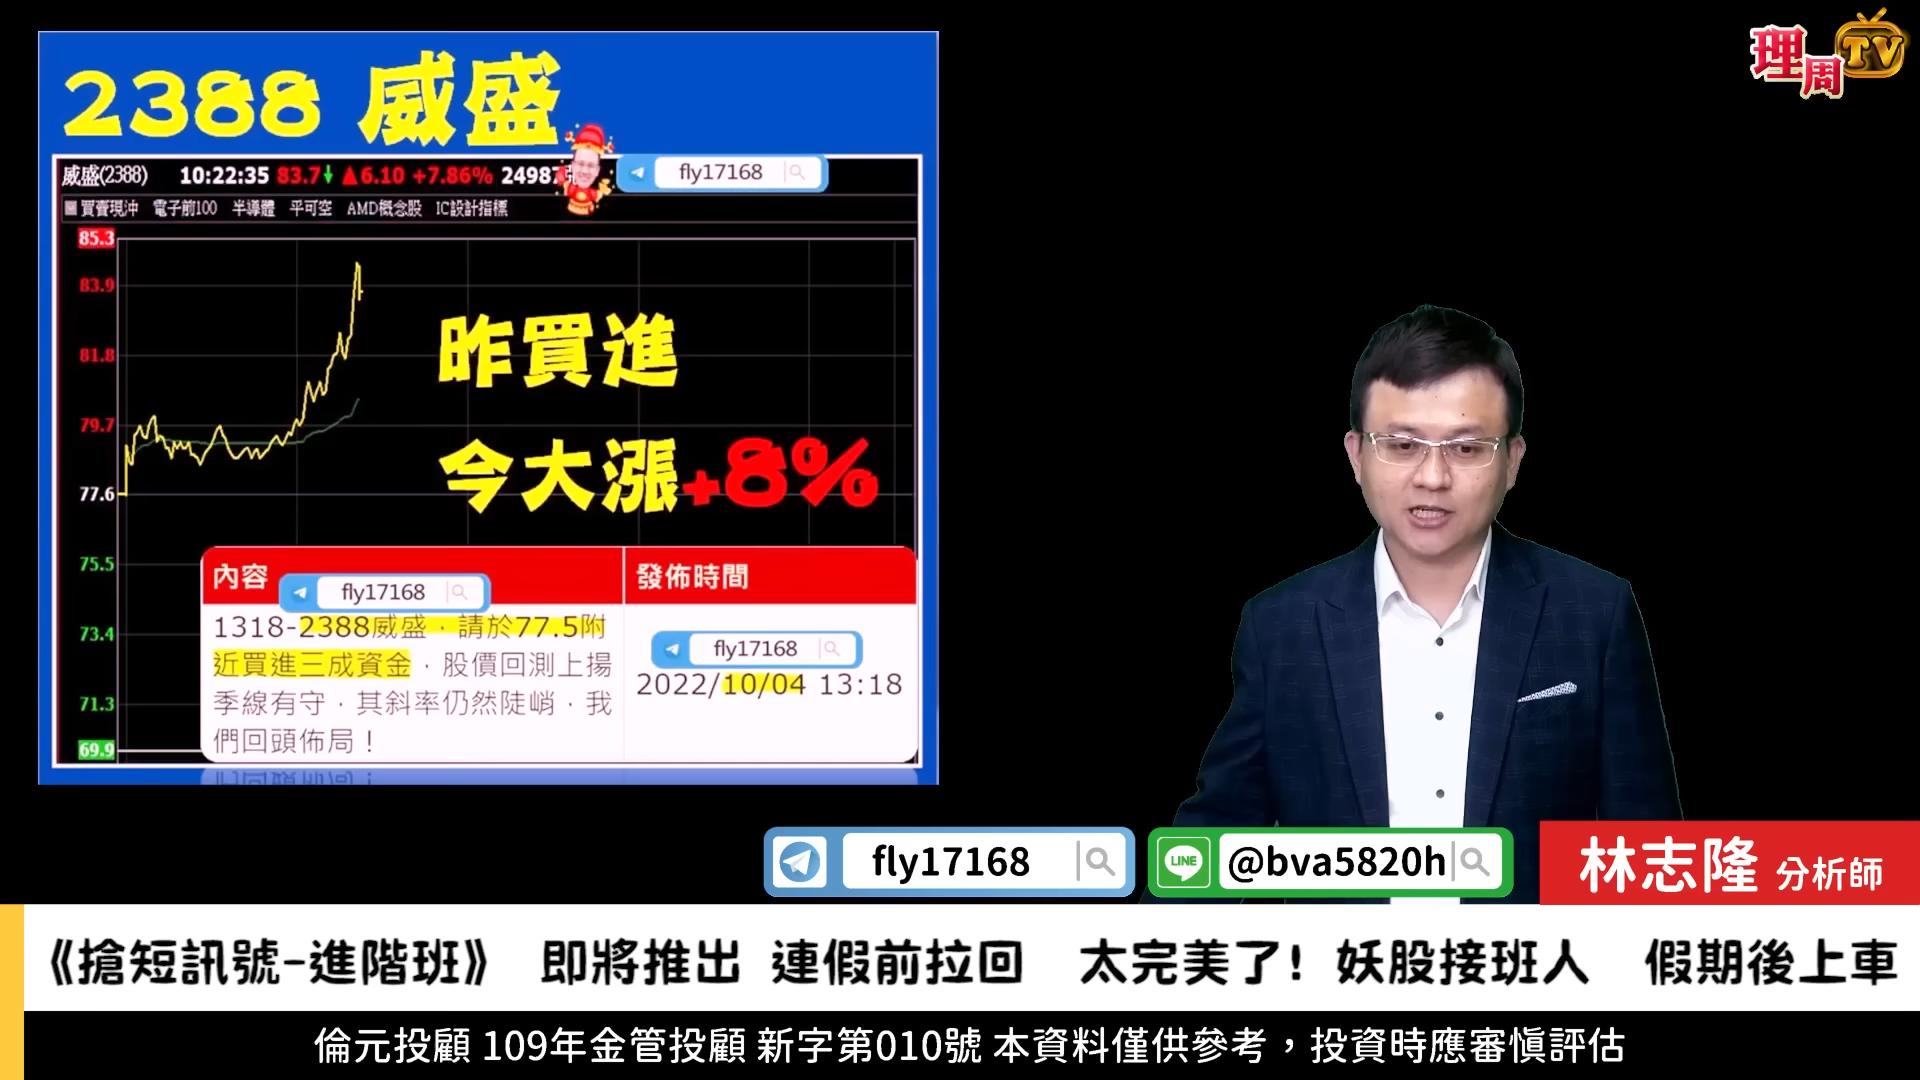 理周TV
2388 威盛
威盛(2388) 10:22:35 83.7↓ ▲6.10 +7.86% 24987
fly17168
買賣現沖 電子前100 半導體 平可空 AMD概念股 IC設計指標
85.3
83.9
81.8
79.7
77.6
75.5
73.4
71.3
69.9
昨買進
今大漲+8%
內容
fly17168
發佈時間
1318-2388威盛，請於77.5附
近買進三成資金，股價回測上揚
季線有守，其斜率仍然陡峭，我
們回頭佈局！
fly17168
2022/10/04 13:18
fly17168
LINE
@bva5820h
林志隆 分析師
《搶短訊號-進階班》 即將推出 連假前拉回 太完美了! 妖股接班人 假期後上車
倫元投顧 109年金管投顧 新字第010號 本資料僅供參考，投資時應審慎評估